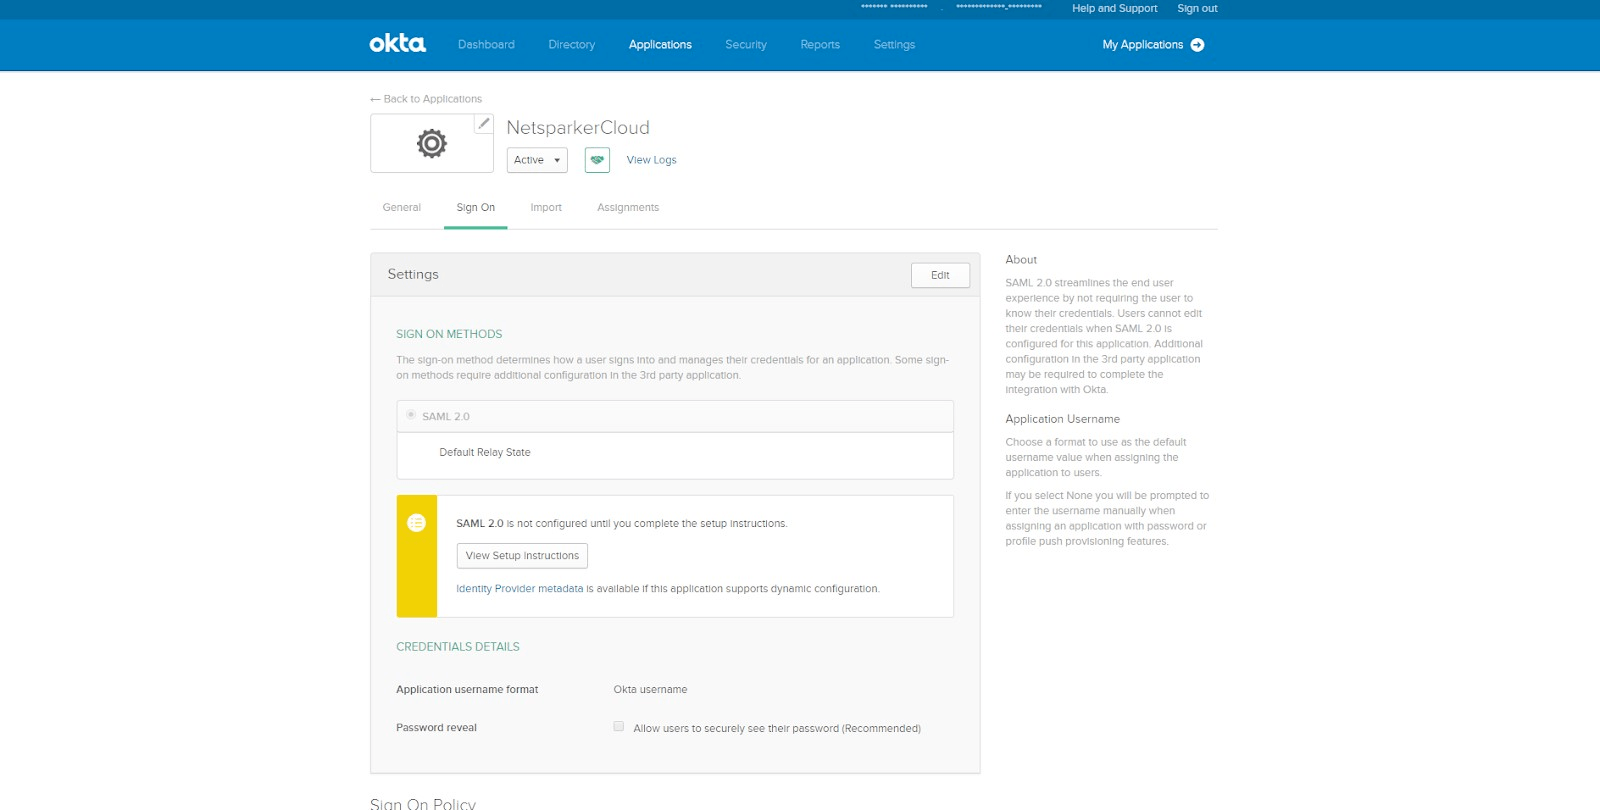 ******* ********** . *************-********* Help and Support Sign out
okta Dashboard Directory Applications Security Reports Settings My Applications
← Back to Applications
NetsparkerCloud
Active View Logs
General Sign On Import Assignments
Settings Edit
SIGN ON METHODS
The sign-on method determines how a user signs into and manages their credentials for an application. Some sign-
on methods require additional configuration in the 3rd party application.
SAML 2.0
Default Relay State
SAML 2.0 is not configured until you complete the setup instructions.
View Setup Instructions
Identity Provider metadata is available if this application supports dynamic configuration.
CREDENTIALS DETAILS
Application username format Okta username
Password reveal Allow users to securely see their password (Recommended)
About
SAML 2.0 streamlines the end user
experience by not requiring the user to
know their credentials. Users cannot edit
their credentials when SAML 2.0 is
configured for this application. Additional
configuration in the 3rd party application
may be required to complete the
integration with Okta.
Application Username
Choose a format to use as the default
username value when assigning the
application to users.
If you select None you will be prompted to
enter the username manually when
assigning an application with password or
profile push provisioning features.
Sign On Policy